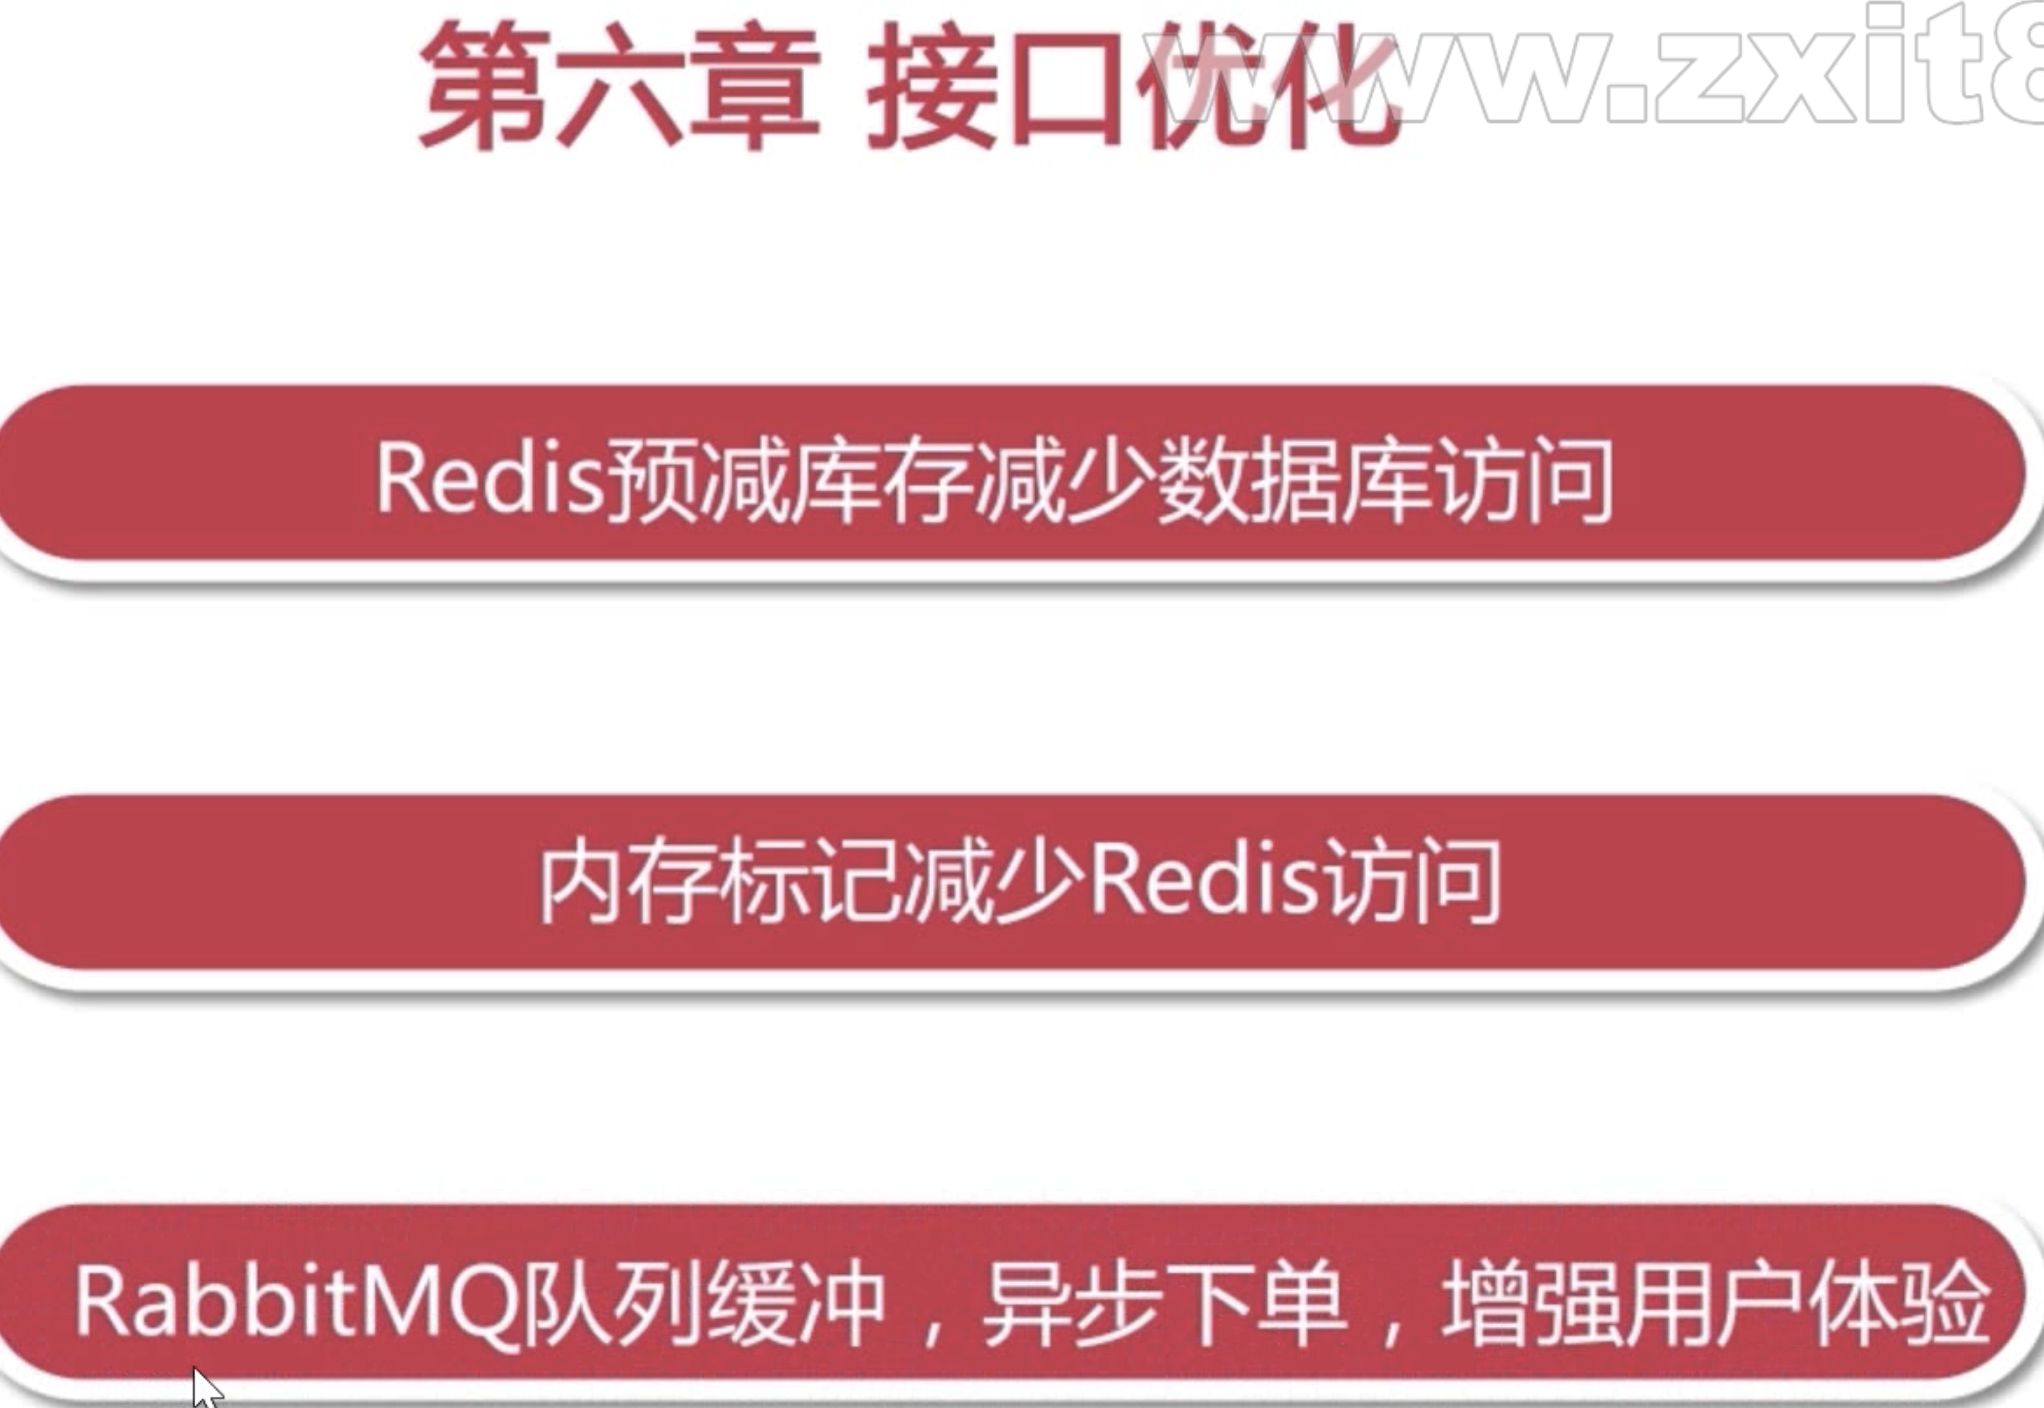 第六章 接口优化
www.zxit8
Redis预减库存减少数据库访问
内存标记减少Redis访问
RabbitMQ队列缓冲，异步下单，增强用户体验